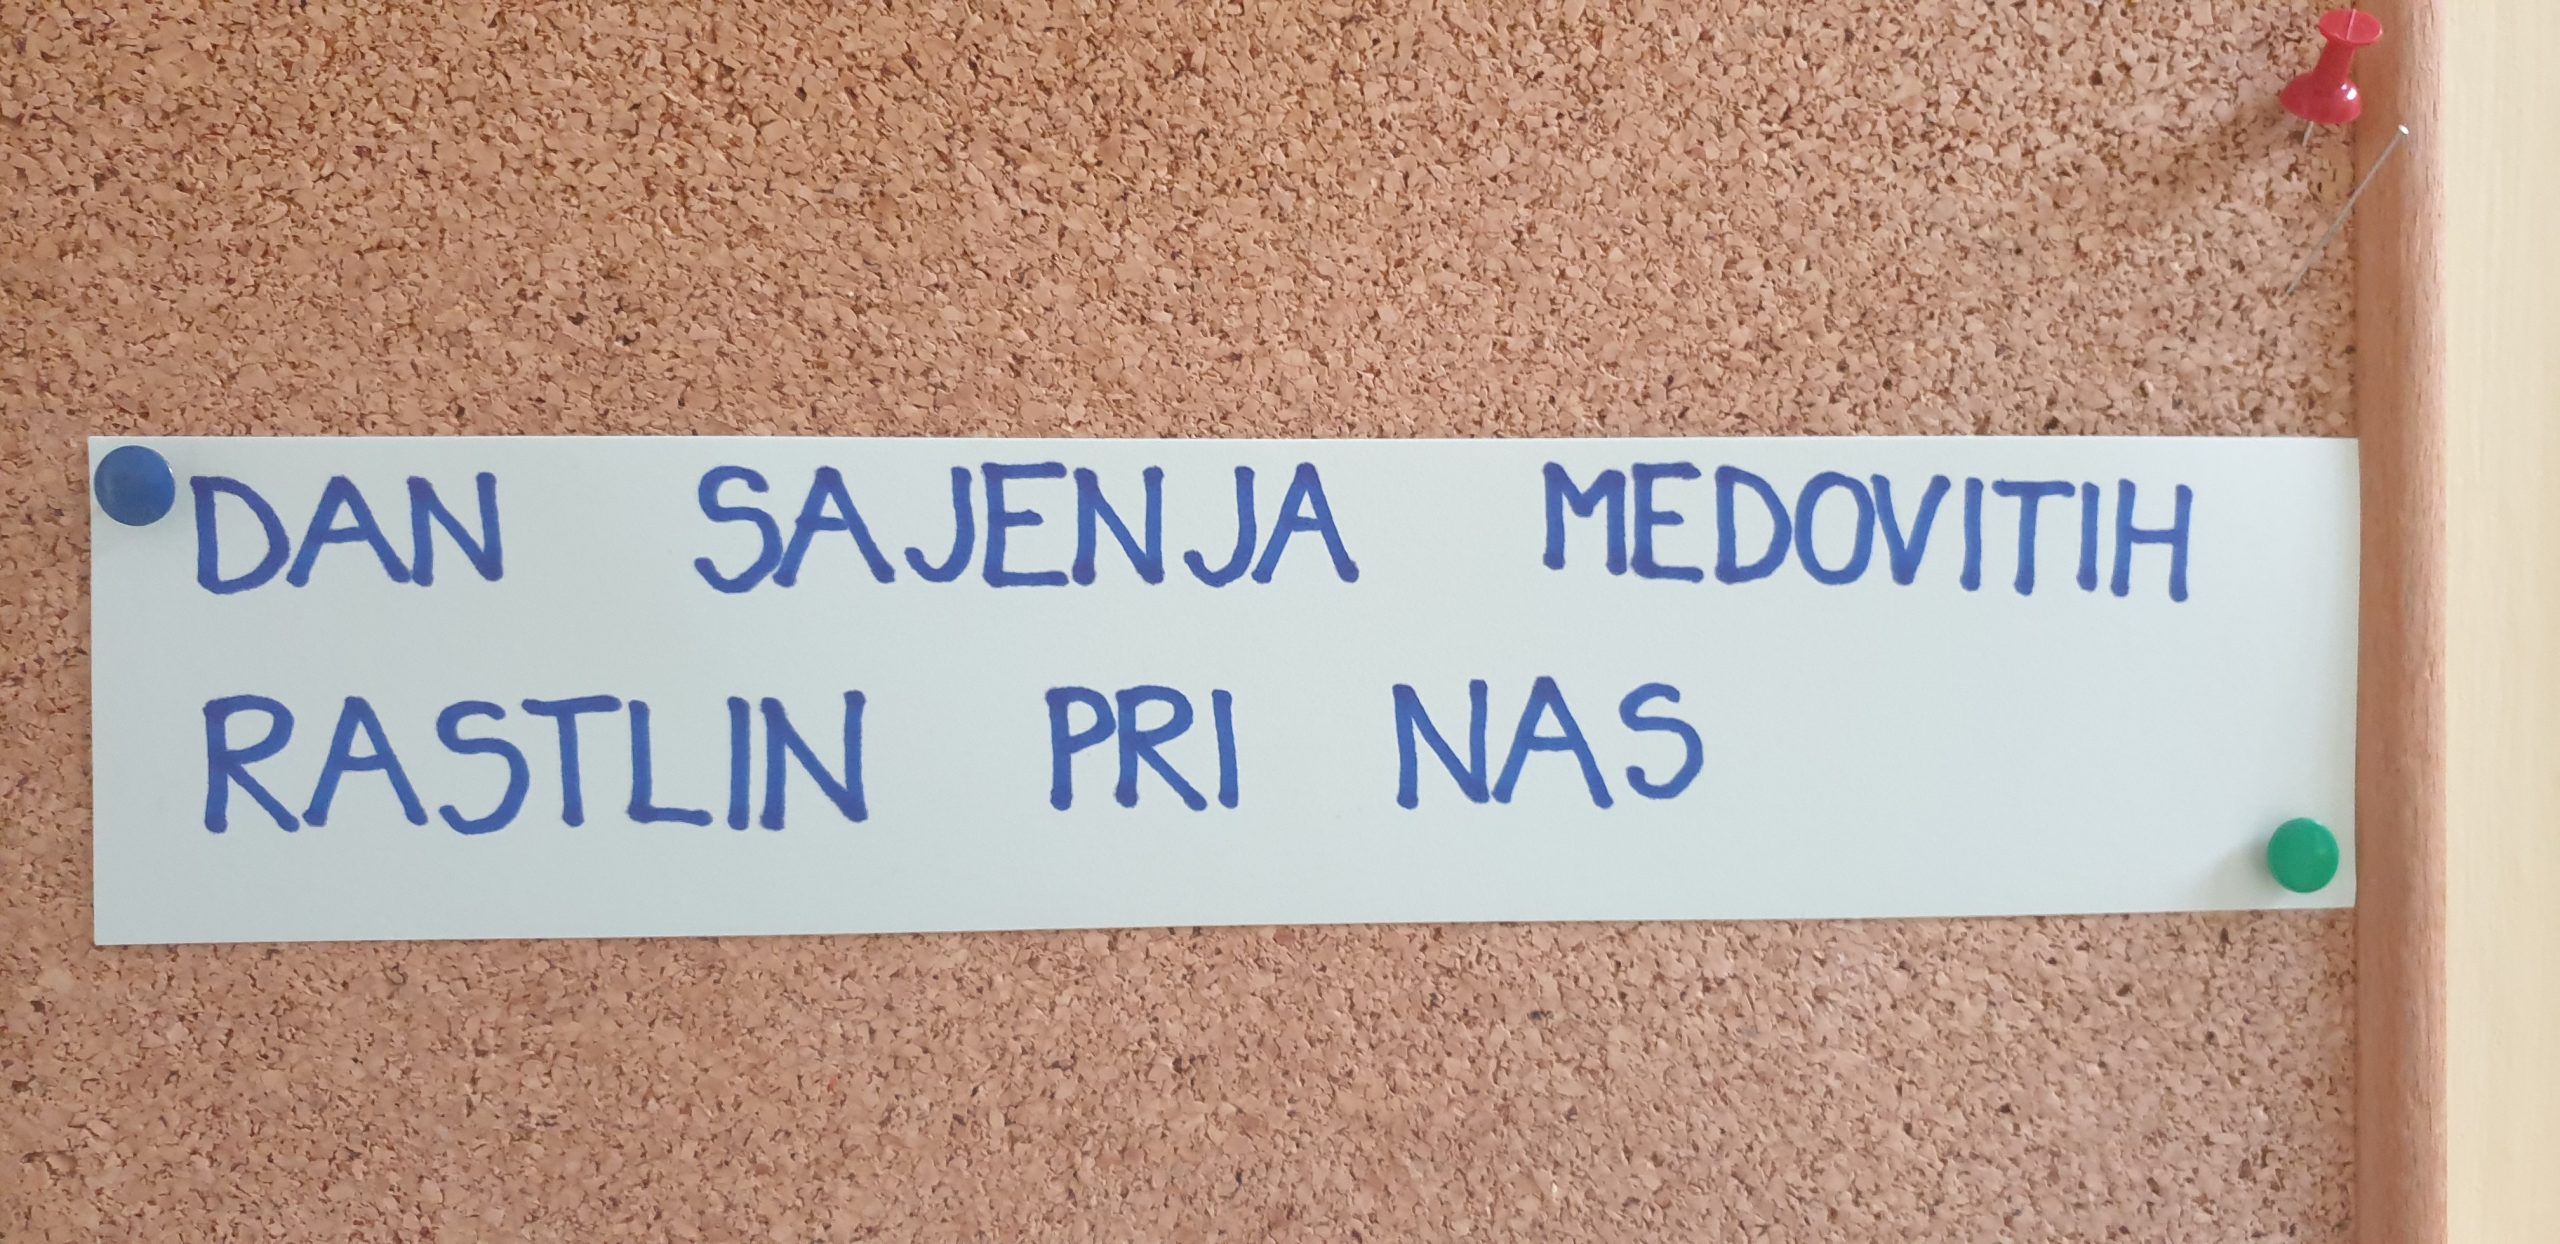 DAN SAJENJA MEDOVITIH
RASTLIN PRI NAS